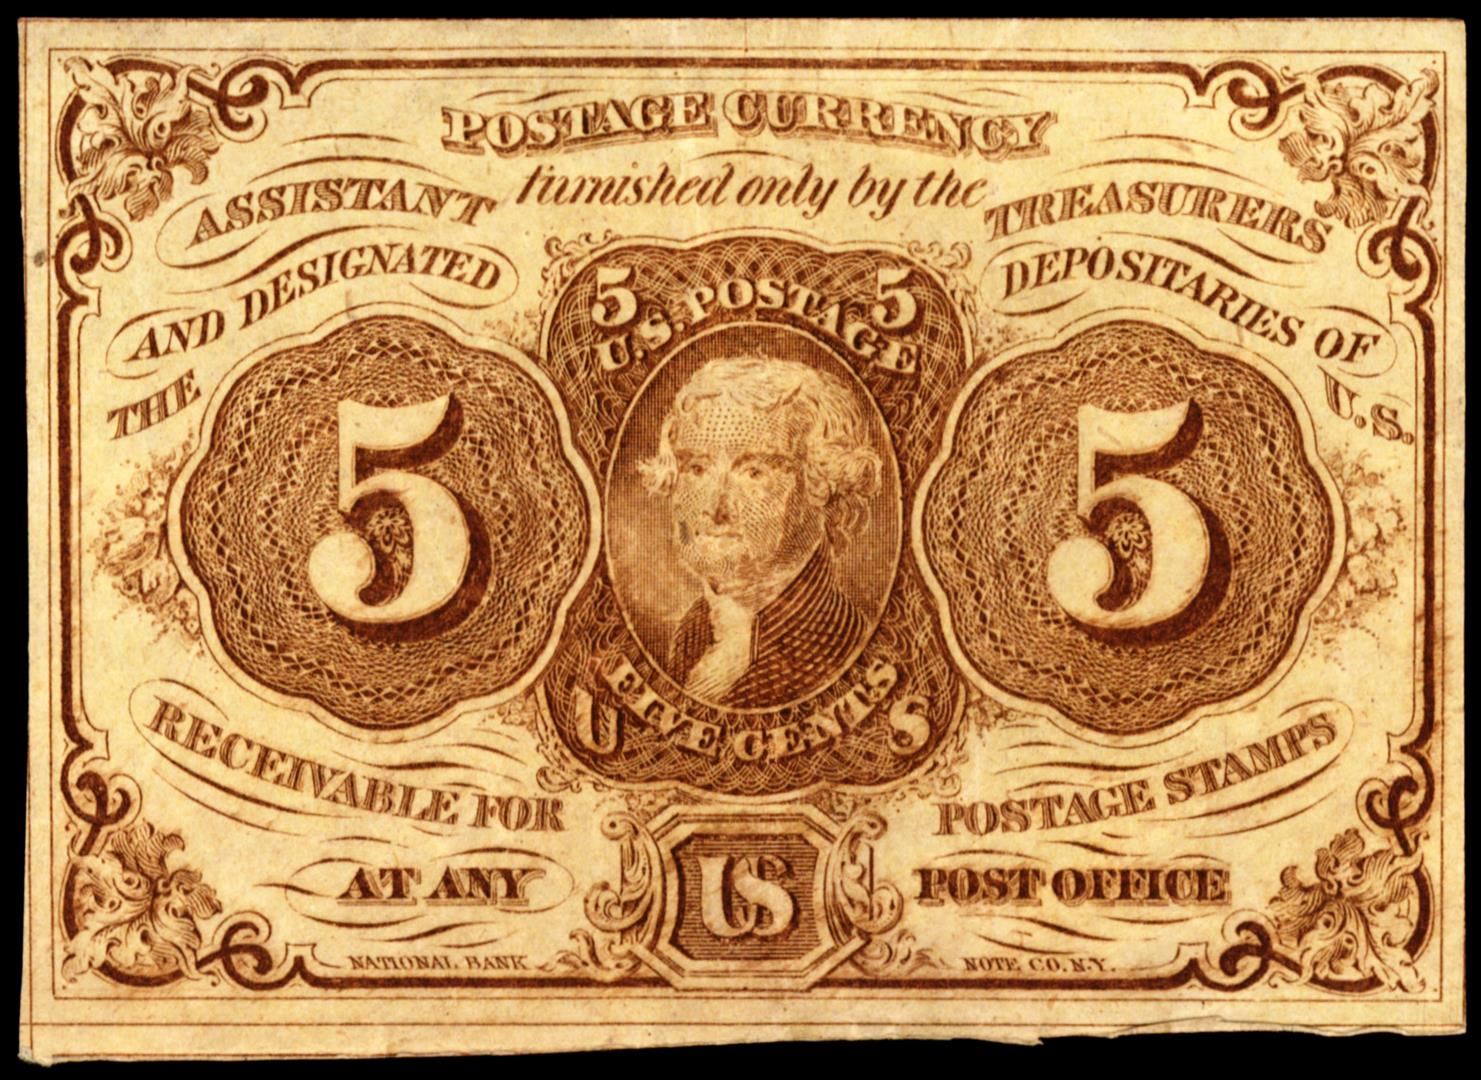 POSTAGE CURRENCY
furnished only by the
ASSISTANT TREASURERS
AND DESIGNATED DEPOSITARIES OF
THE U.S.
5 5
U.S. POSTAGE
5 5
FIVE CENTS
U S
RECEIVABLE FOR POSTAGE STAMPS
AT ANY POST OFFICE
US
NATIONAL BANK NOTE CO. N.Y.